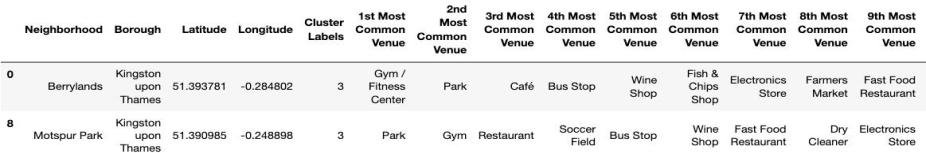 Neighborhood Borough Latitude Longitude Cluster Labels 1st Most Common Venue 2nd Most Common Venue 3rd Most Common Venue 4th Most Common Venue 5th Most Common Venue 6th Most Common Venue 7th Most Common Venue 8th Most Common Venue 9th Most Common Venue
0 Berrylands Kingston upon Thames 51.393781 -0.284802 3 Gym / Fitness Center Park Café Bus Stop Wine Shop Fish & Chips Shop Electronics Store Farmers Market Fast Food Restaurant
8 Motspur Park Kingston upon Thames 51.390985 -0.248898 3 Park Gym Restaurant Soccer Field Bus Stop Wine Shop Fast Food Restaurant Dry Cleaner Electronics Store